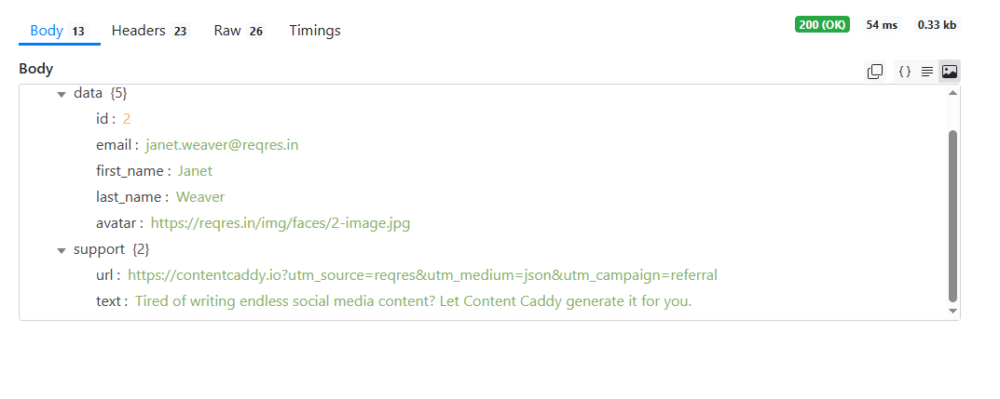 Body 13 Headers 23 Raw 26 Timings 200 (OK) 54 ms 0.33 kb
Body { }
data {5}
id : 2
email : janet.weaver@reqres.in
first_name : Janet
last_name : Weaver
avatar : https://reqres.in/img/faces/2-image.jpg
support {2}
url : https://contentcaddy.io?utm_source=reqres&utm_medium=json&utm_campaign=referral
text : Tired of writing endless social media content? Let Content Caddy generate it for you.